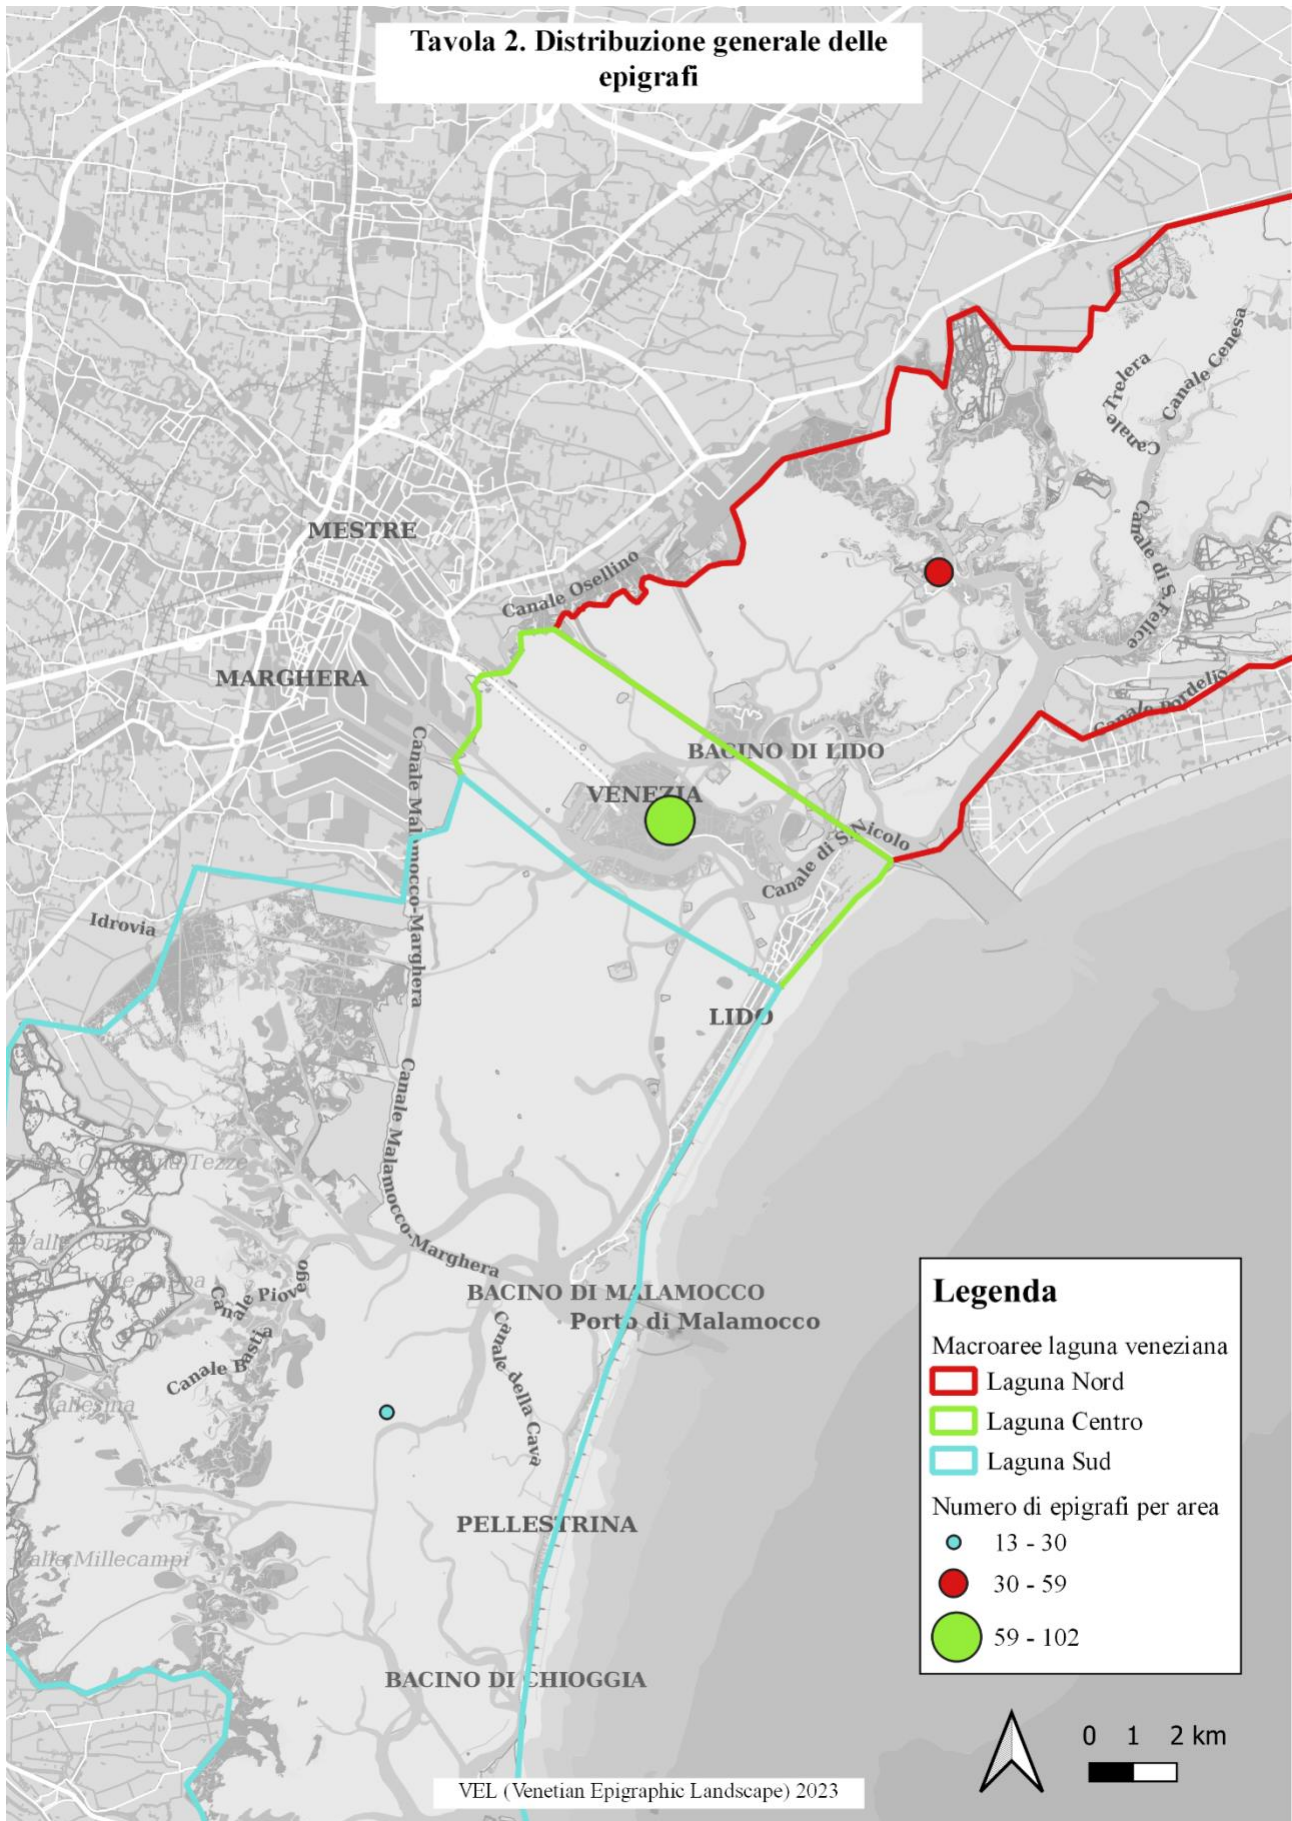 Tavola 2. Distribuzione generale delle
epigrafi
Canale Cenesa
Canale Trelera
MESTRE
Canale Osellino
Canale di S. Felice
MARGHERA
Canale Pordelio
BACINO DI LIDO
VENEZIA
Canale di S.Nicolo
Canale Malamocco-Marghera
Idrovia
LIDO
Canale Malamocco-Marghera
BACINO DI MALAMOCCO
Porto di Malamocco
Valle Zappa
Canale Piovego
Canale Bastia
Canale della Cava
PELLESTRINA
Valle Millecampi
BACINO DI CHIOGGIA
Legenda
Macroaree laguna veneziana
Laguna Nord
Laguna Centro
Laguna Sud
Numero di epigrafi per area
13 - 30
30 - 59
59 - 102
0 1 2 km
VEL (Venetian Epigraphic Landscape) 2023